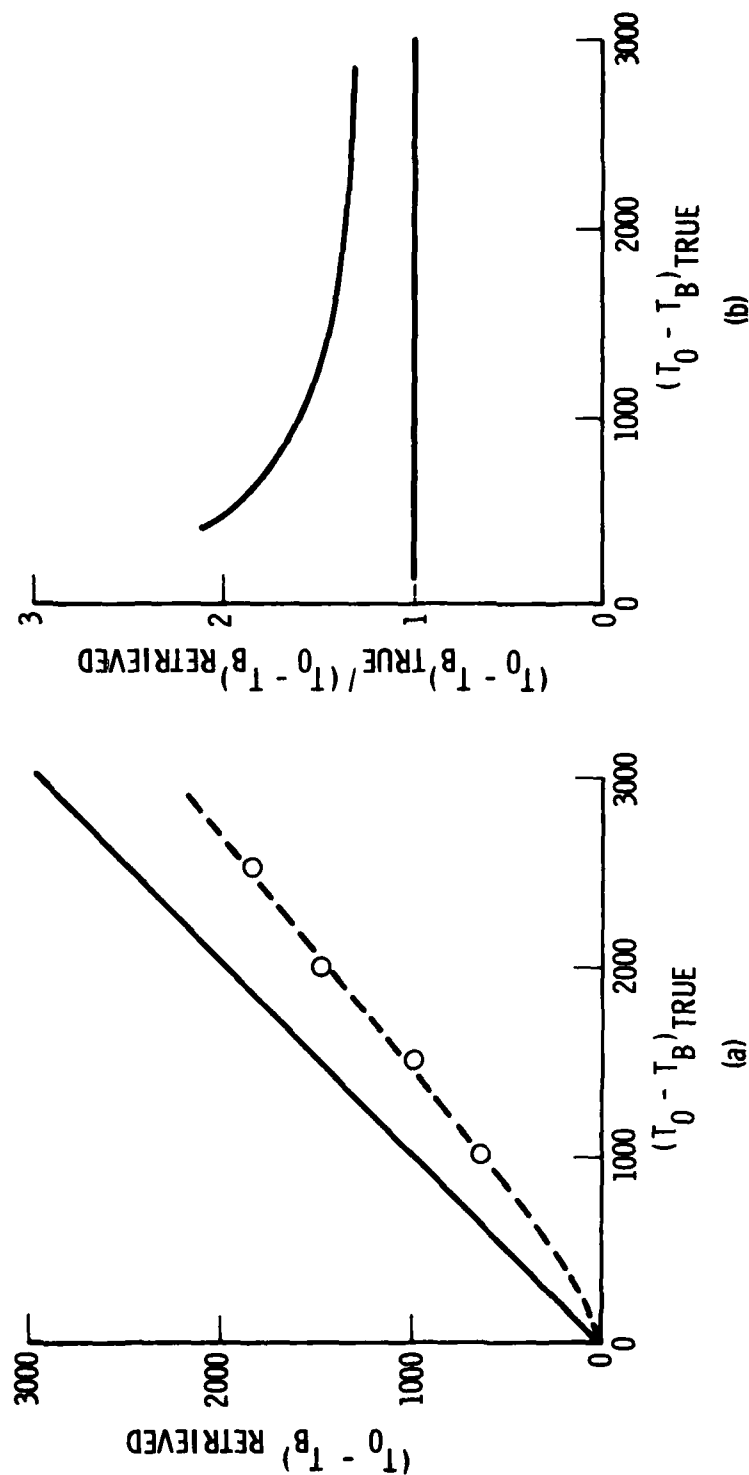 (T0 - TB) RETRIEVED
3000
2000
1000
0
0
1000
2000
3000
(T0 - TB) TRUE
(a)
(T0 - TB) TRUE / (T0 - TB) RETRIEVED
3
2
1
0
0
1000
2000
3000
(T0 - TB) TRUE
(b)